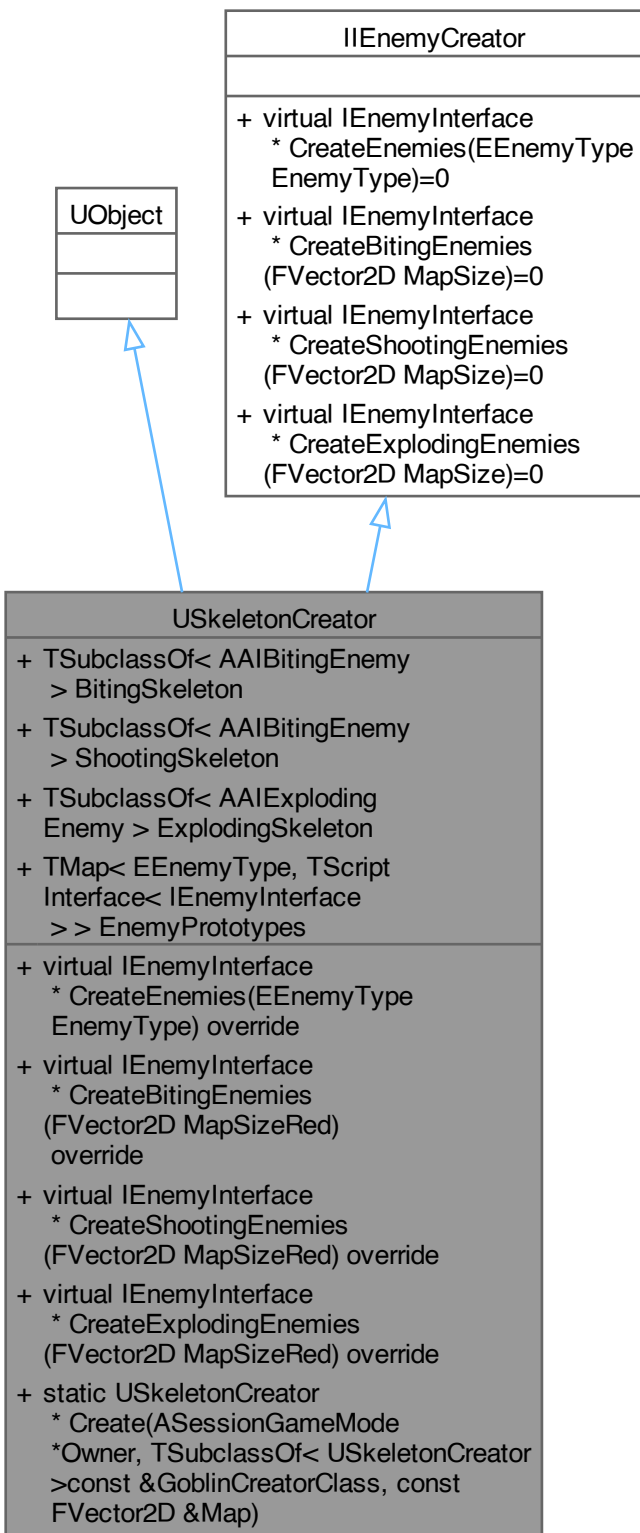 IIEnemyCreator
+ virtual IEnemyInterface
* CreateEnemies(EEnemyType
EnemyType)=0
+ virtual IEnemyInterface
* CreateBitingEnemies
(FVector2D MapSize)=0
+ virtual IEnemyInterface
* CreateShootingEnemies
(FVector2D MapSize)=0
+ virtual IEnemyInterface
* CreateExplodingEnemies
(FVector2D MapSize)=0
UObject
USkeletonCreator
+ TSubclassOf< AAIBitingEnemy
> BitingSkeleton
+ TSubclassOf< AAIBitingEnemy
> ShootingSkeleton
+ TSubclassOf< AAIExploding
Enemy > ExplodingSkeleton
+ TMap< EEnemyType, TScript
Interface< IEnemyInterface
> > EnemyPrototypes
+ virtual IEnemyInterface
* CreateEnemies(EEnemyType
EnemyType) override
+ virtual IEnemyInterface
* CreateBitingEnemies
(FVector2D MapSizeRed)
override
+ virtual IEnemyInterface
* CreateShootingEnemies
(FVector2D MapSizeRed) override
+ virtual IEnemyInterface
* CreateExplodingEnemies
(FVector2D MapSizeRed) override
+ static USkeletonCreator
* Create(ASessionGameMode
*Owner, TSubclassOf< USkeletonCreator
>const &GoblinCreatorClass, const
FVector2D &Map)